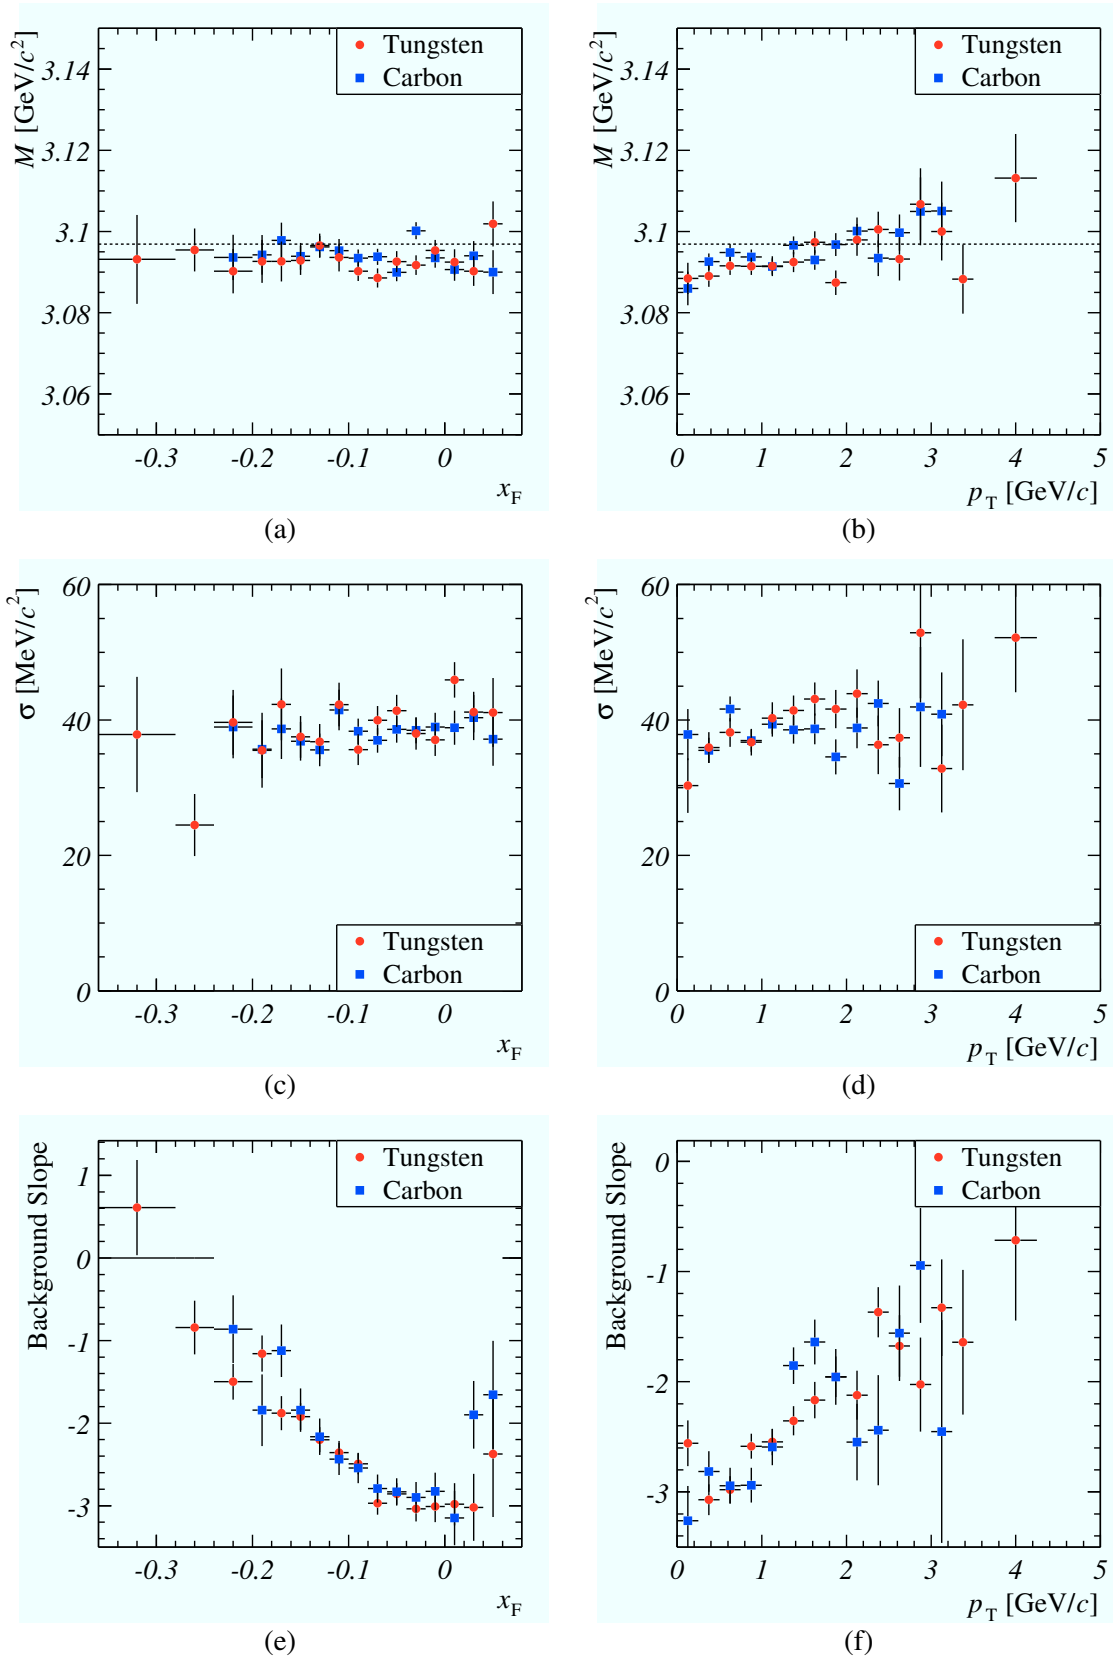 M [GeV/c²]
3.14
3.12
3.1
3.08
3.06
-0.3 -0.2 -0.1 0
x_F
Tungsten
Carbon
(a)
M [GeV/c²]
3.14
3.12
3.1
3.08
3.06
0 1 2 3 4 5
p_T [GeV/c]
Tungsten
Carbon
(b)
σ [MeV/c²]
60
40
20
0
-0.3 -0.2 -0.1 0
x_F
Tungsten
Carbon
(c)
σ [MeV/c²]
60
40
20
0
0 1 2 3 4 5
p_T [GeV/c]
Tungsten
Carbon
(d)
Background Slope
1
0
-1
-2
-3
-0.3 -0.2 -0.1 0
x_F
Tungsten
Carbon
(e)
Background Slope
0
-1
-2
-3
0 1 2 3 4 5
p_T [GeV/c]
Tungsten
Carbon
(f)